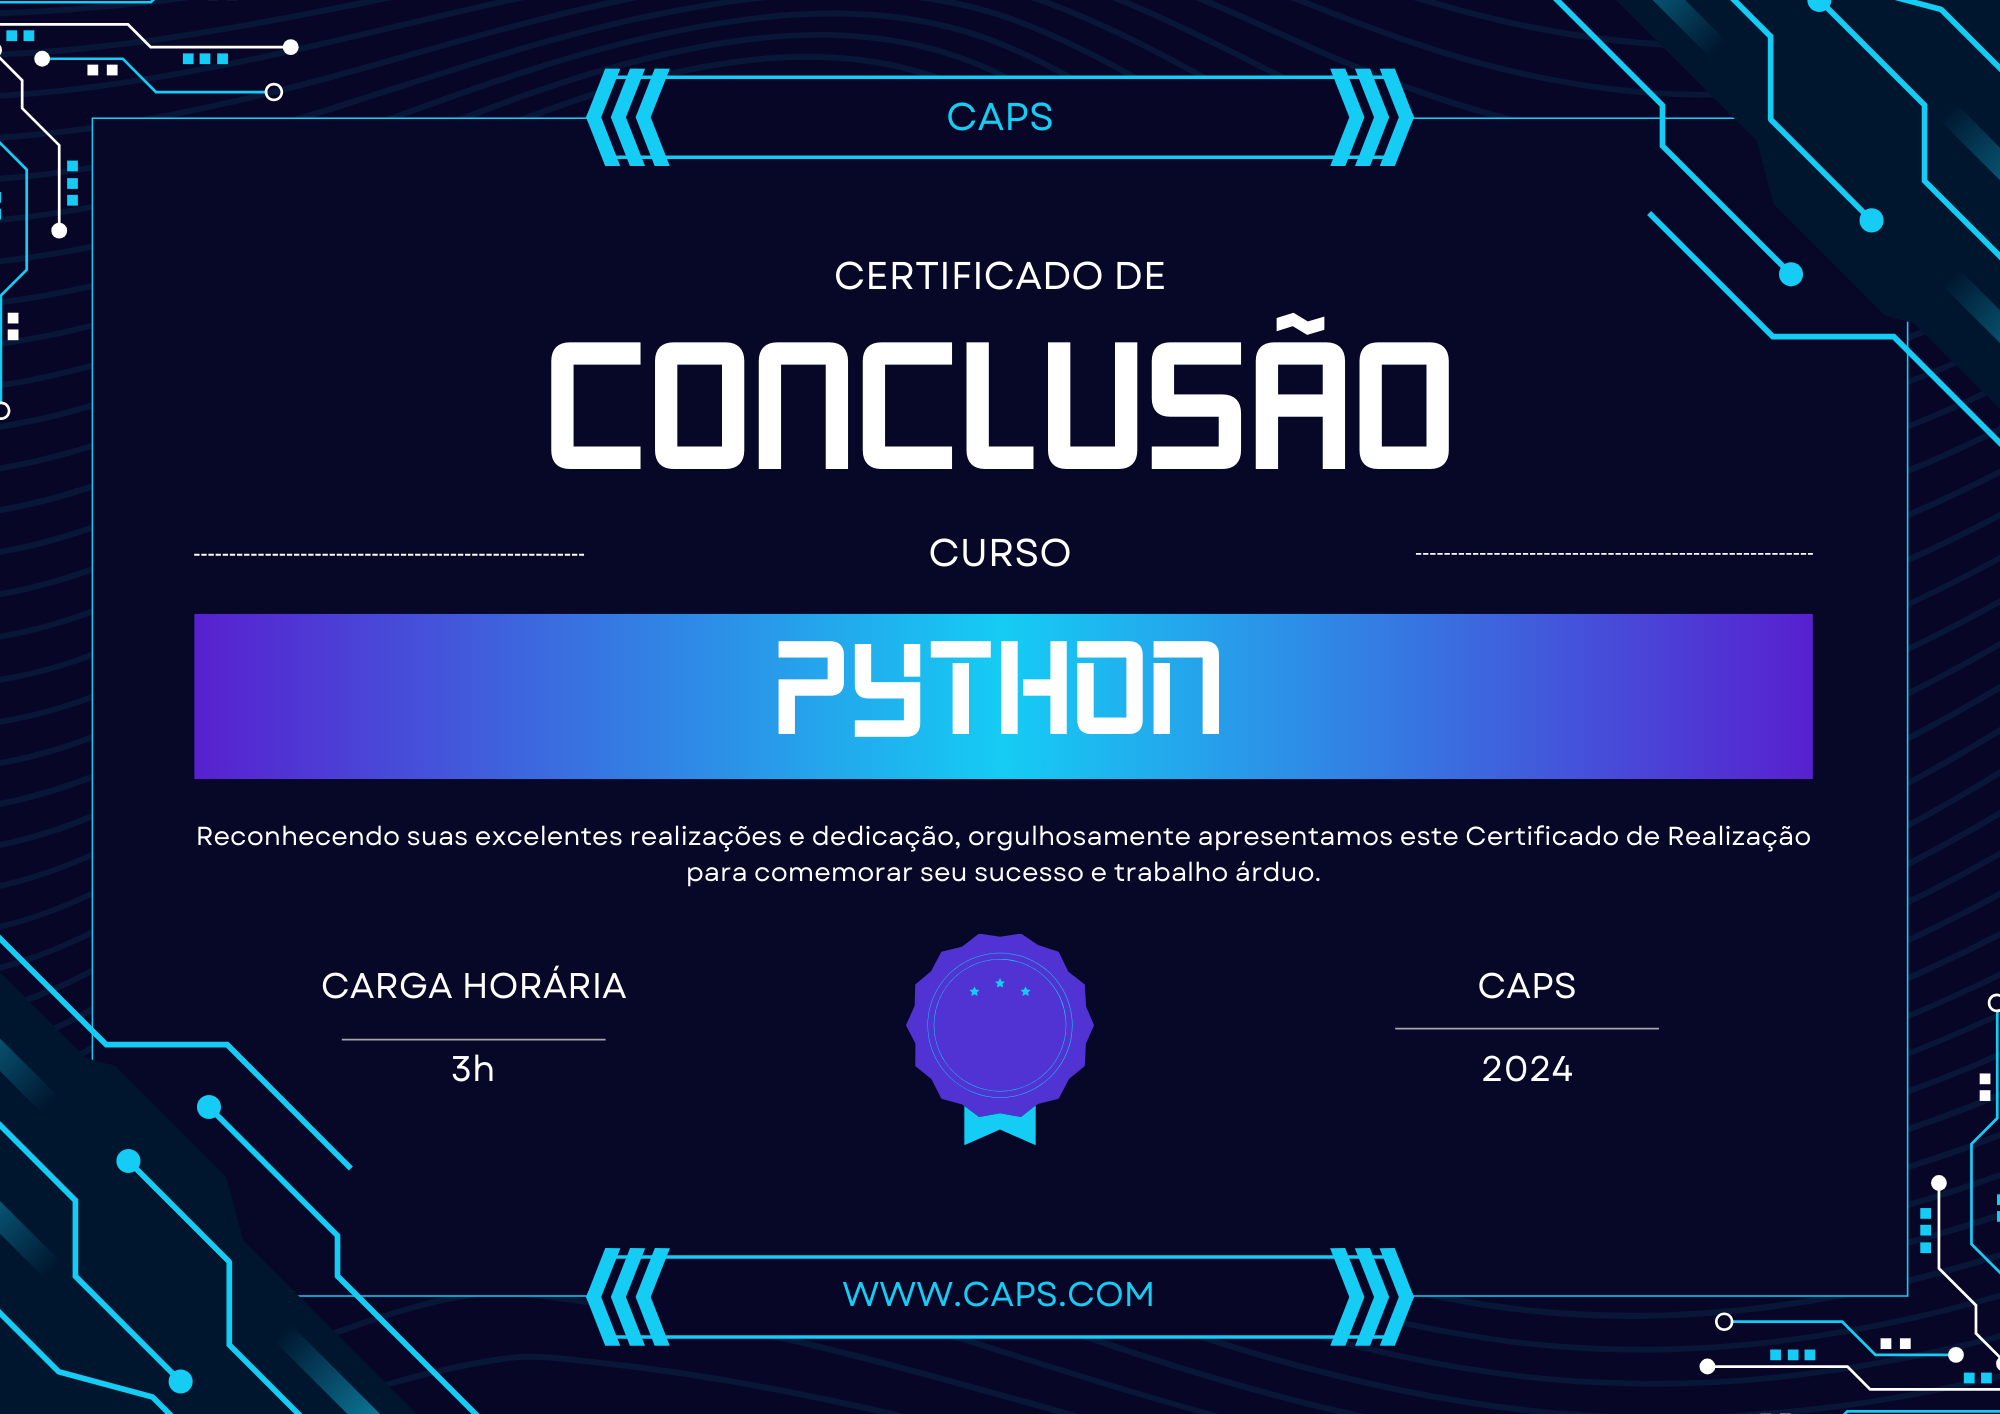 CAPS
CERTIFICADO DE
CONCLUSÃO
CURSO
PYTHON
Reconhecendo suas excelentes realizações e dedicação, orgulhosamente apresentamos este Certificado de Realização
para comemorar seu sucesso e trabalho árduo.
CARGA HORÁRIA
3h
CAPS
2024
WWW.CAPS.COM